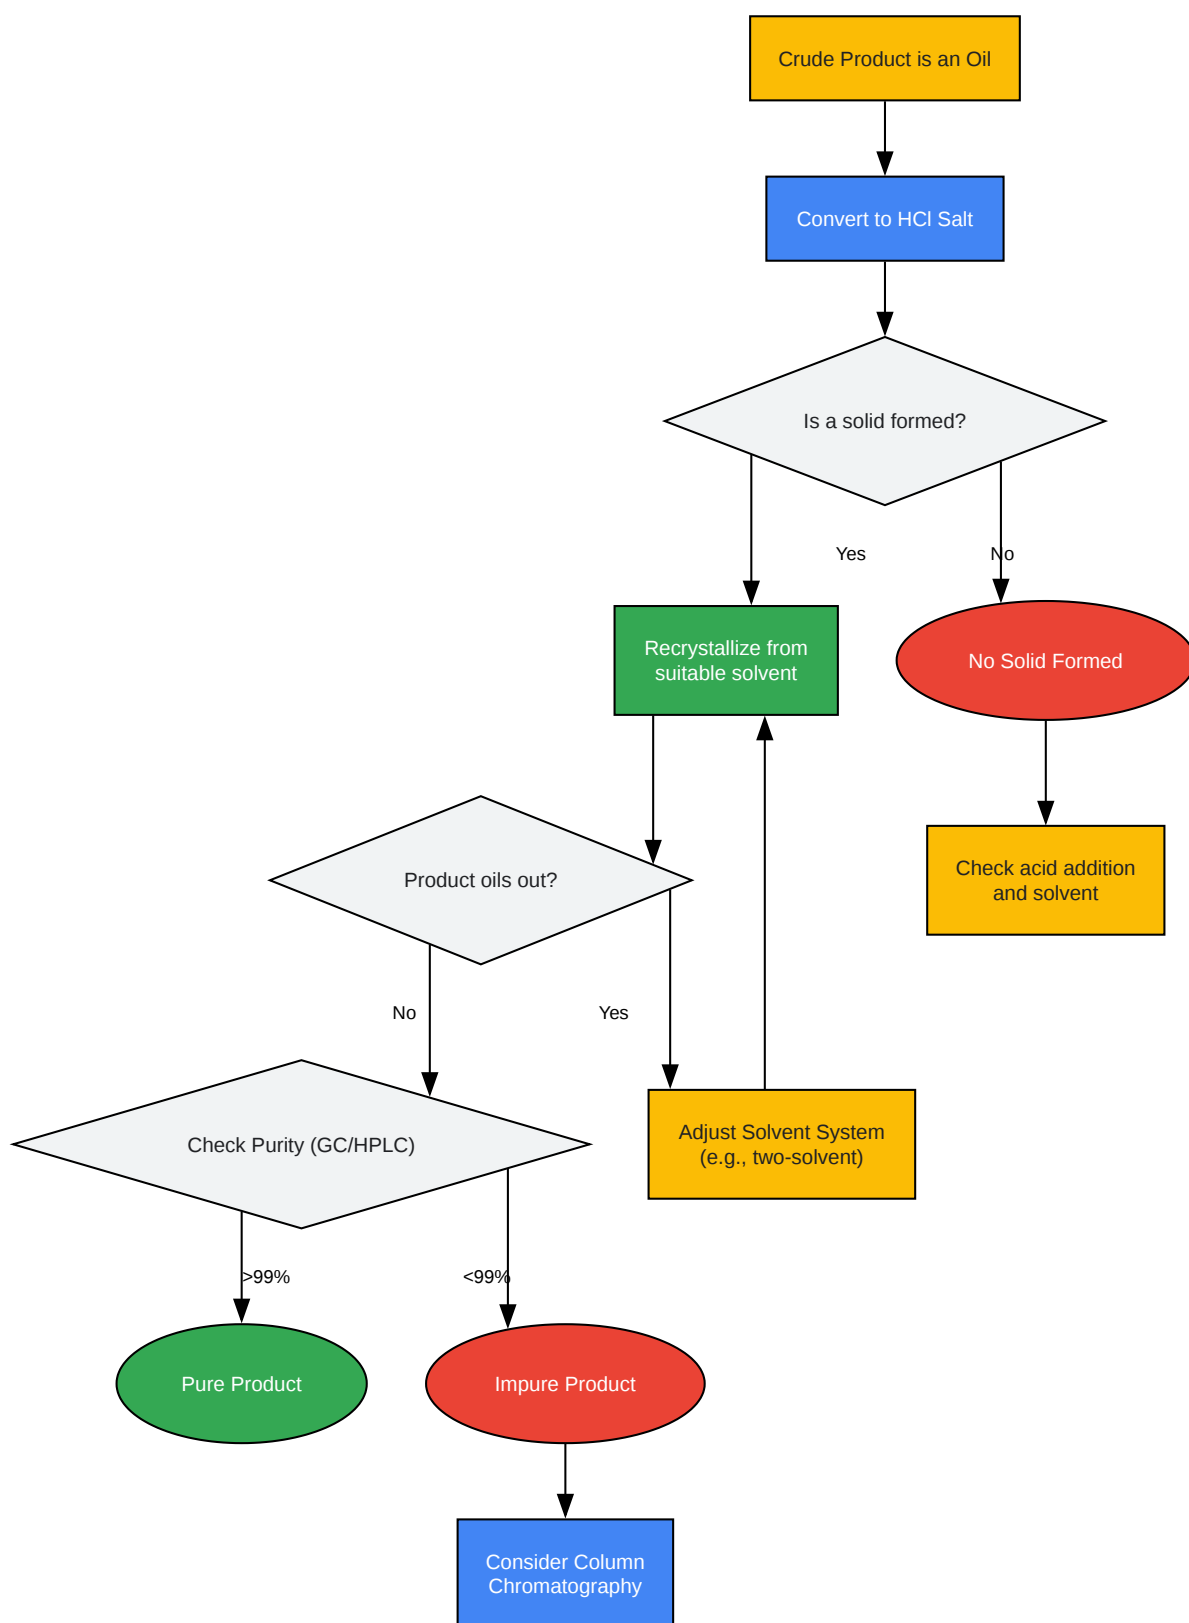 Crude Product is an Oil
Convert to HCl Salt
Is a solid formed?
Yes
No
Recrystallize from
suitable solvent
No Solid Formed
Product oils out?
Check acid addition
and solvent
No
Yes
Check Purity (GC/HPLC)
Adjust Solvent System
(e.g., two-solvent)
>99%
<99%
Pure Product
Impure Product
Consider Column
Chromatography